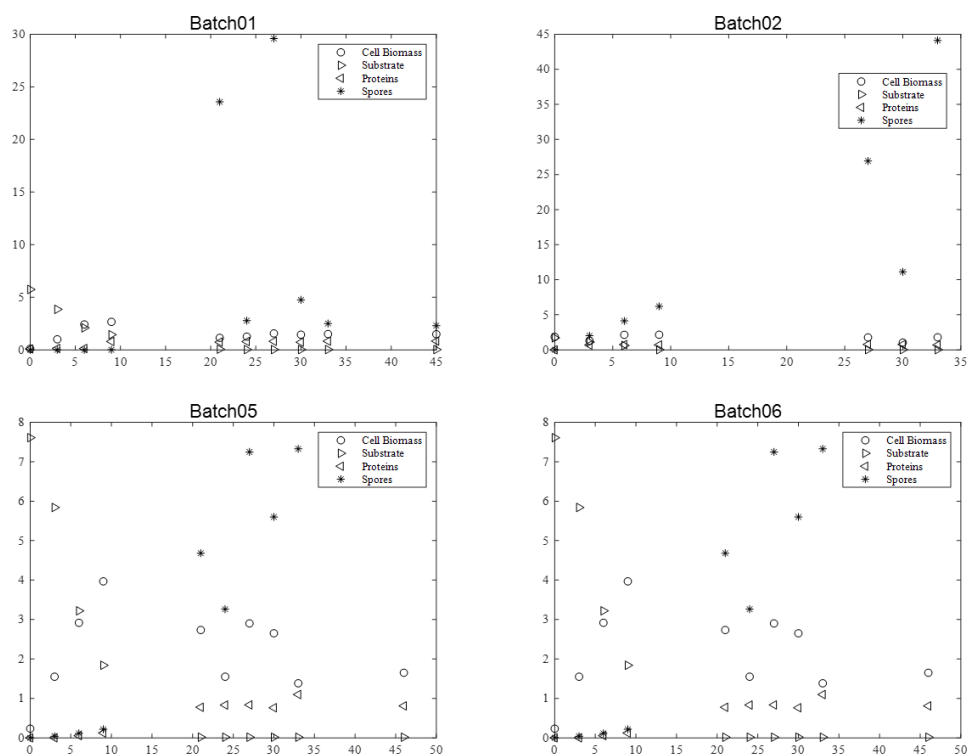 Batch01
30
25
20
15
10
5
0
0 5 10 15 20 25 30 35 40 45
Cell Biomass
Substrate
Proteins
Spores
Batch02
45
40
35
30
25
20
15
10
5
0
0 5 10 15 20 25 30 35
Cell Biomass
Substrate
Proteins
Spores
Batch05
8
7
6
5
4
3
2
1
0
0 5 10 15 20 25 30 35 40 45 50
Cell Biomass
Substrate
Proteins
Spores
Batch06
8
7
6
5
4
3
2
1
0
0 5 10 15 20 25 30 35 40 45 50
Cell Biomass
Substrate
Proteins
Spores